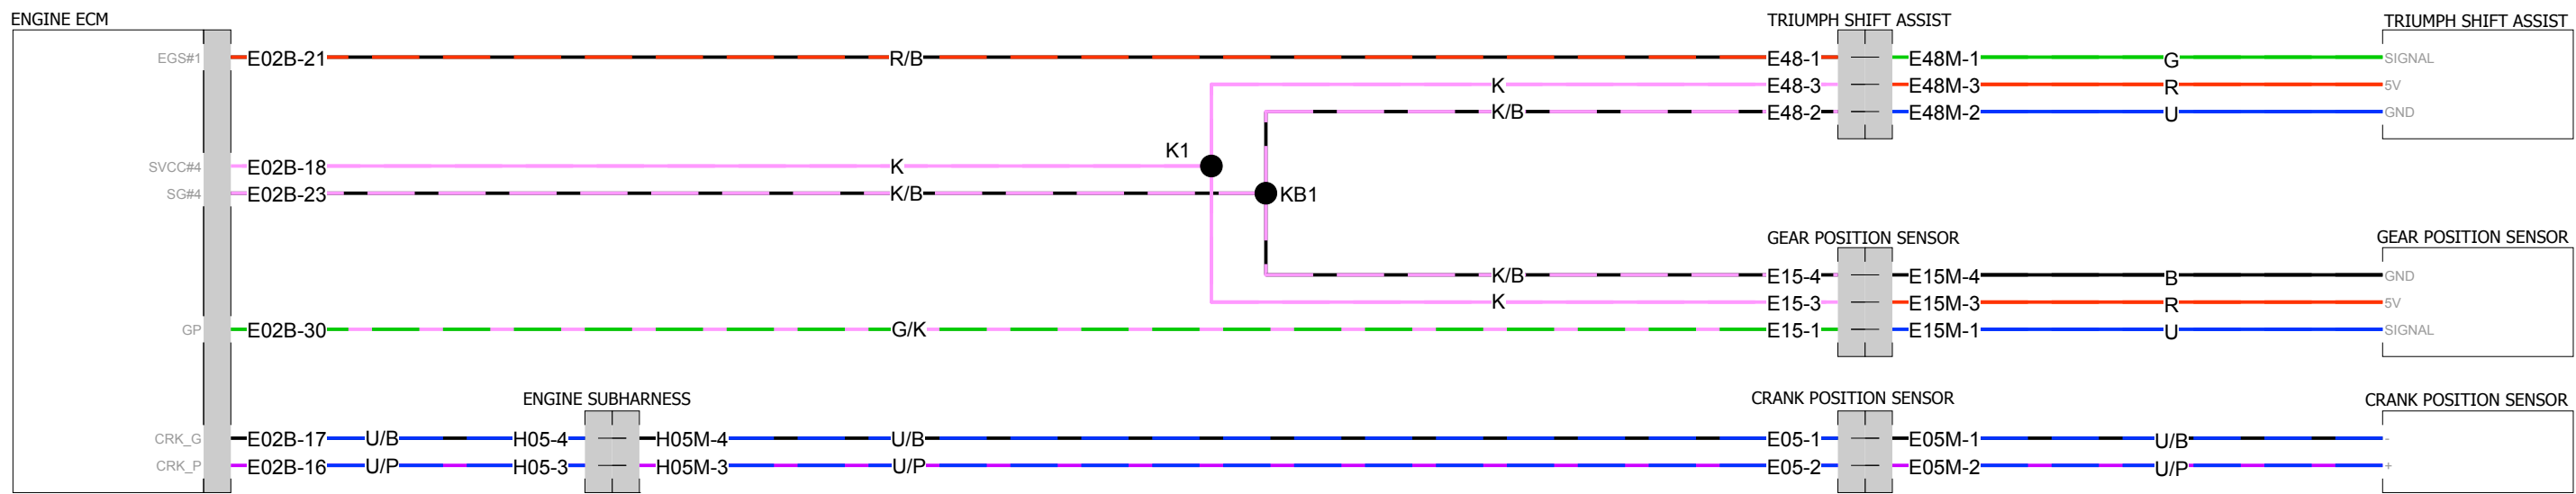 ENGINE ECM
TRIUMPH SHIFT ASSIST
TRIUMPH SHIFT ASSIST
EGS#1 E02B-21 R/B E48-1 E48M-1 G SIGNAL
K E48-3 E48M-3 R 5V
K/B E48-2 E48M-2 U GND
K1
SVCC#4 E02B-18 K
SG#4 E02B-23 K/B KB1
GEAR POSITION SENSOR
GEAR POSITION SENSOR
K/B E15-4 E15M-4 B GND
K E15-3 E15M-3 R 5V
GP E02B-30 G/K E15-1 E15M-1 U SIGNAL
ENGINE SUBHARNESS
CRANK POSITION SENSOR
CRANK POSITION SENSOR
CRK_G E02B-17 U/B H05-4 H05M-4 U/B E05-1 E05M-1 U/B -
CRK_P E02B-16 U/P H05-3 H05M-3 U/P E05-2 E05M-2 U/P +